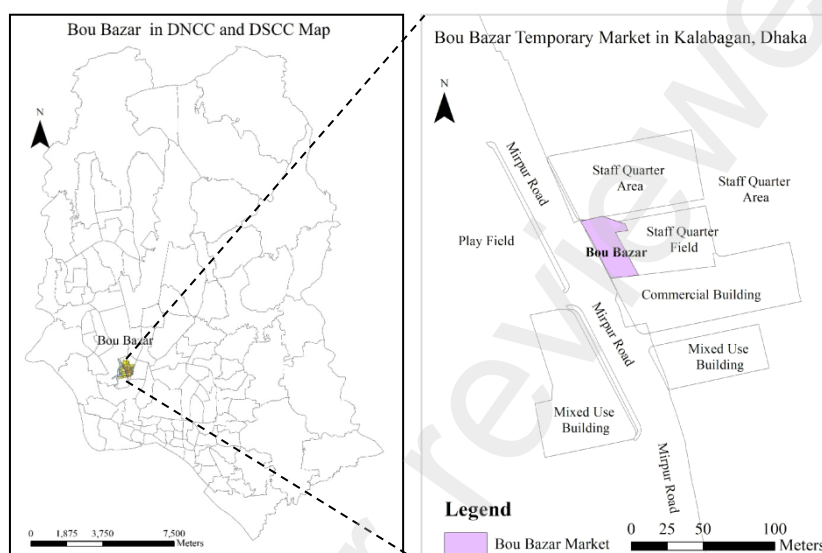 Bou Bazar in DNCC and DSCC Map
N
Bou Bazar
0 1,875 3,750 7,500
Meters
Bou Bazar Temporary Market in Kalabagan, Dhaka
N
Mirpur Road
Staff Quarter
Area
Staff Quarter
Area
Play Field
Staff Quarter
Field
Bou Bazar
Commercial Building
Mirpur Road
Mixed Use
Building
Mixed Use
Building
Mirpur Road
Legend
Bou Bazar Market
0 25 50 100
Meters
r reviewe